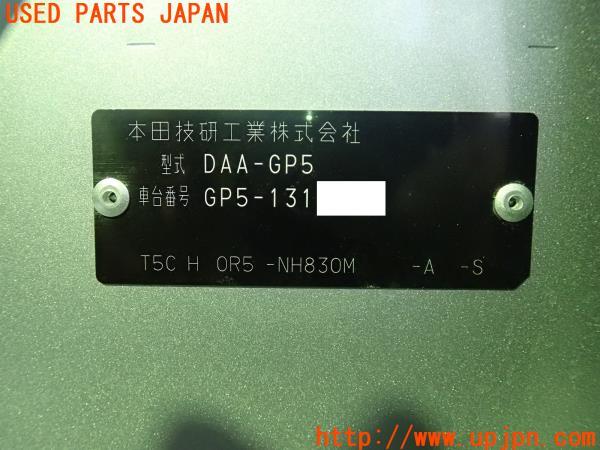 USED PARTS JAPAN
本田技研工業株式会社
型式 DAA-GP5
車台番号 GP5-131
T5C H 0R5 -NH830M -A -S
http://www.upjpn.com